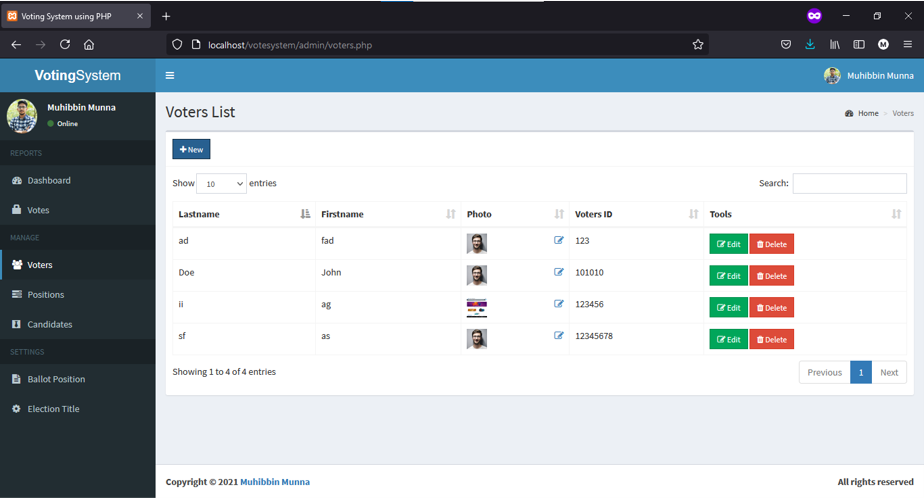 Voting System using PHP
localhost/votesystem/admin/voters.php
M
VotingSystem
Muhibbin Munna
Muhibbin Munna
Online
Voters List
Home > Voters
REPORTS
Dashboard
Votes
MANAGE
Voters
Positions
Candidates
SETTINGS
Ballot Position
Election Title
New
Show 10 entries
Search:
Lastname Firstname Photo Voters ID Tools
ad fad 123 Edit Delete
Doe John 101010 Edit Delete
ii ag 123456 Edit Delete
sf as 12345678 Edit Delete
Showing 1 to 4 of 4 entries
Previous 1 Next
Copyright © 2021 Muhibbin Munna
All rights reserved